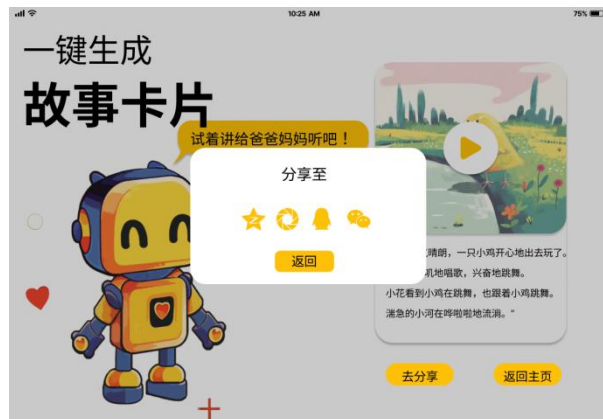 10:25 AM
75%
一键生成
故事卡片
试着讲给爸爸妈妈听吧！
分享至
返回
晴朗，一只小鸡开心地出去玩了。
叽地唱歌，兴奋地跳舞。
小花看到小鸡在跳舞，也跟着小鸡跳舞。
湍急的小河在哗啦啦地流淌。”
去分享
返回主页